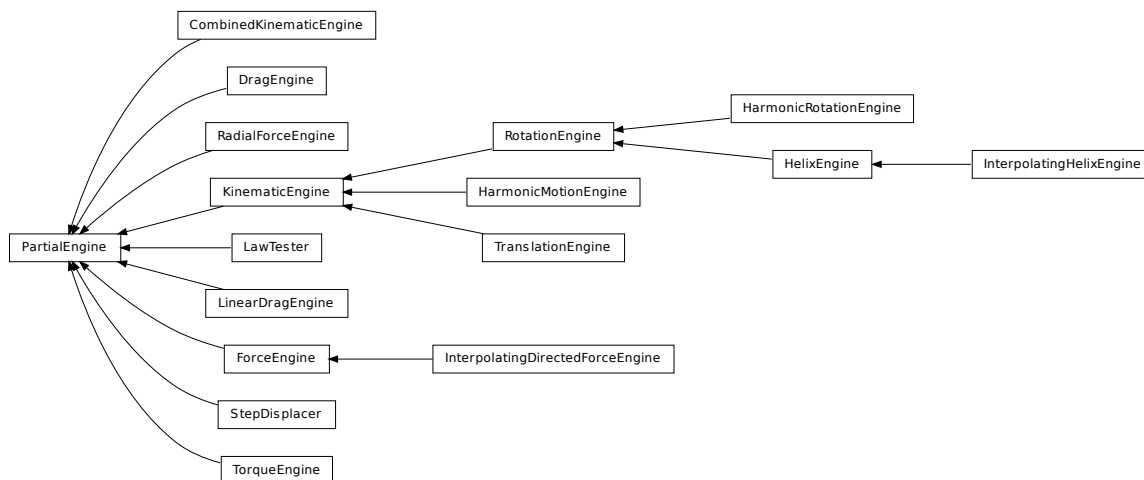 CombinedKinematicEngine
DragEngine
HarmonicRotationEngine
RadialForceEngine
RotationEngine
HelixEngine
InterpolatingHelixEngine
KinematicEngine
HarmonicMotionEngine
PartialEngine
LawTester
TranslationEngine
LinearDragEngine
ForceEngine
InterpolatingDirectedForceEngine
StepDisplacer
TorqueEngine